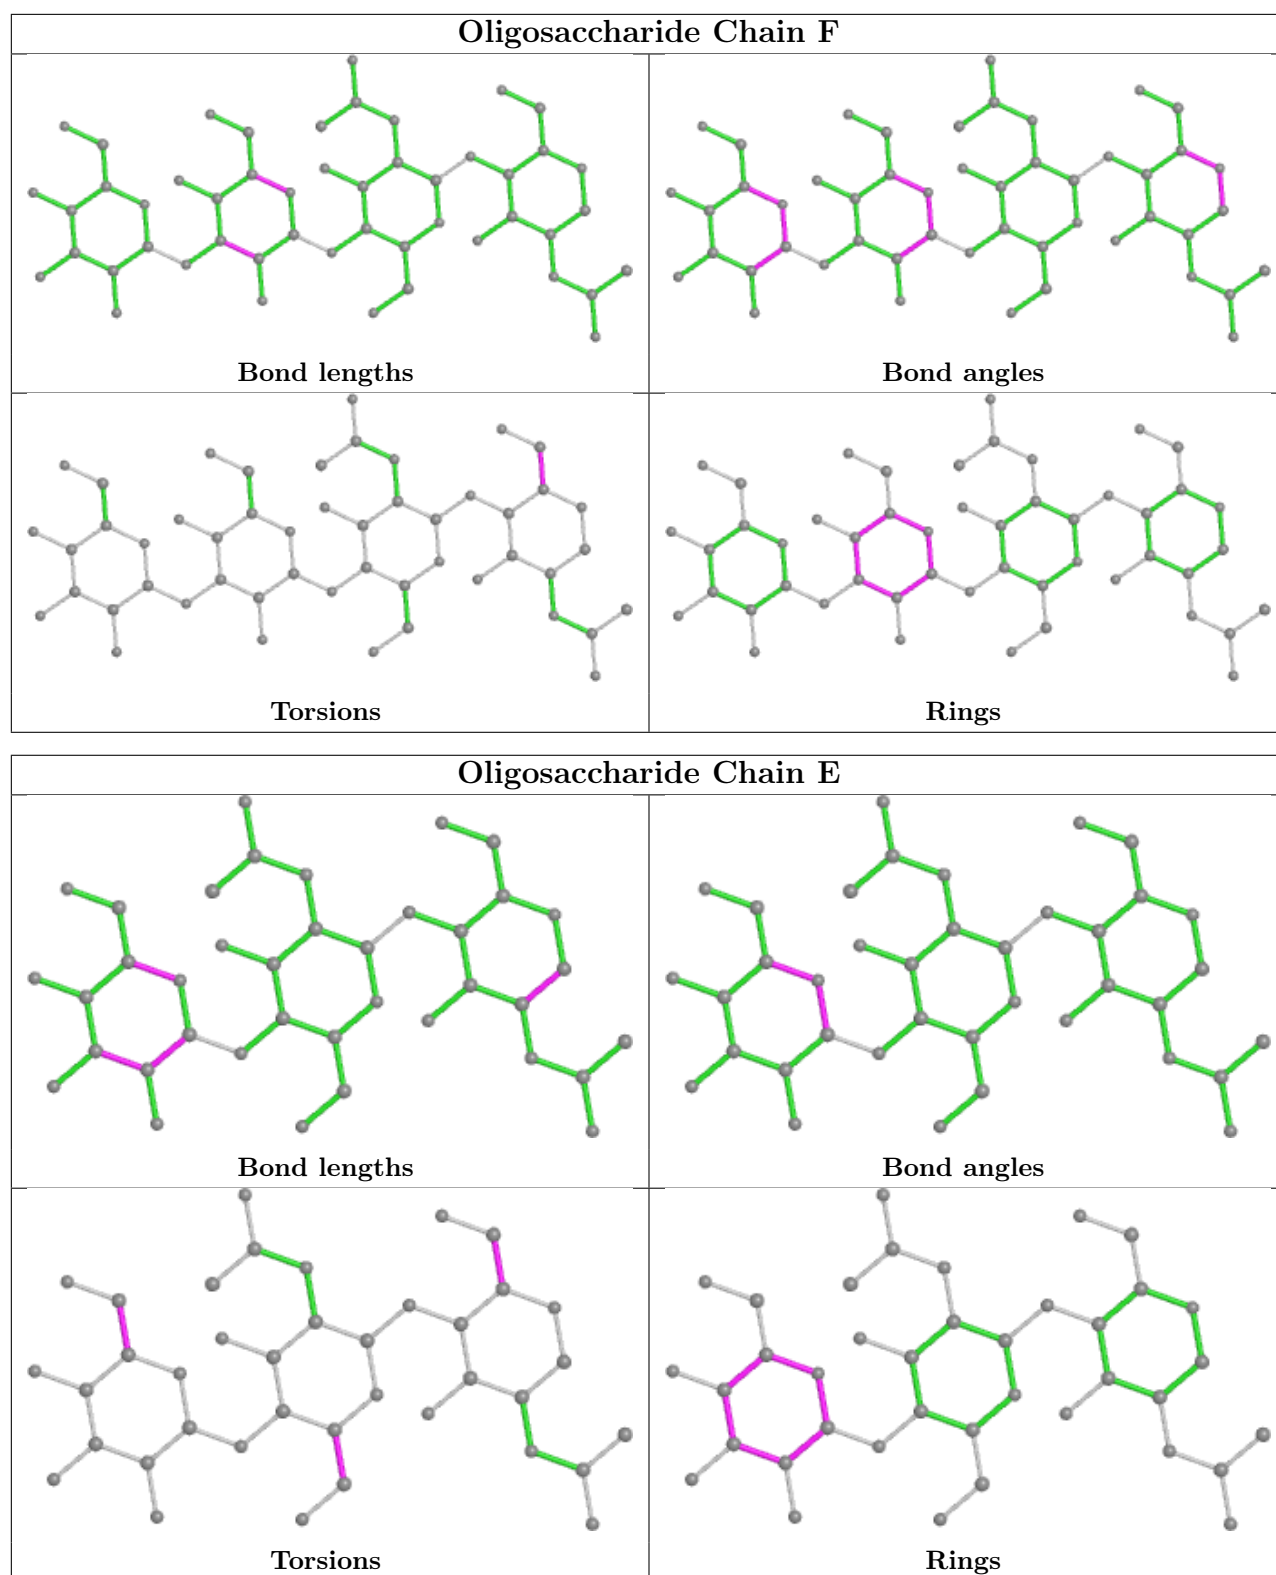 Oligosaccharide Chain F
Bond lengths
Bond angles
Torsions
Rings
Oligosaccharide Chain E
Bond lengths
Bond angles
Torsions
Rings